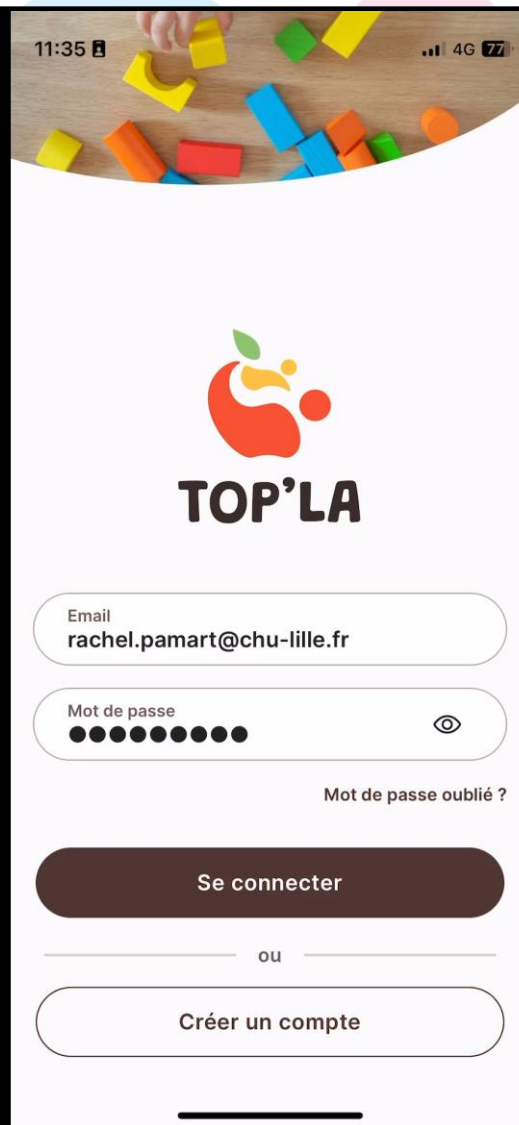 11:35
4G 77
TOP'LA
Email
rachel.pamart@chu-lille.fr
Mot de passe
●●●●●●●●●
Mot de passe oublié ?
Se connecter
ou
Créer un compte